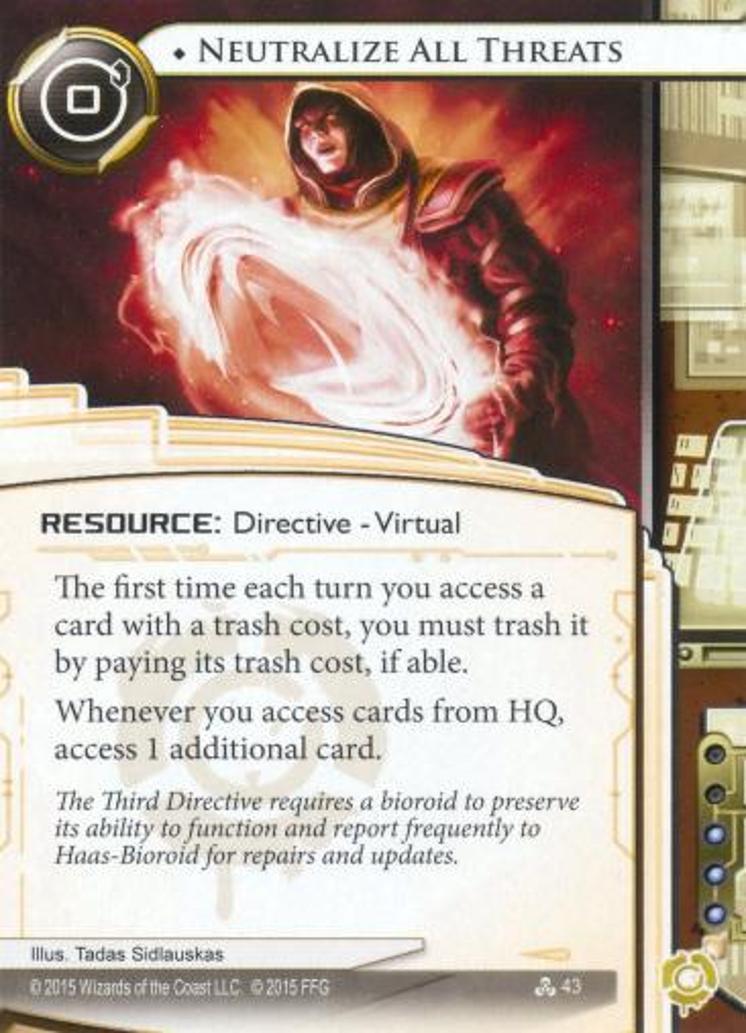 ♦ NEUTRALIZE ALL THREATS
RESOURCE: Directive - Virtual
The first time each turn you access a
card with a trash cost, you must trash it
by paying its trash cost, if able.
Whenever you access cards from HQ,
access 1 additional card.
The Third Directive requires a bioroid to preserve
its ability to function and report frequently to
Haas-Bioroid for repairs and updates.
Illus. Tadas Sidlauskas
© 2015 Wizards of the Coast LLC. © 2015 FFG
43